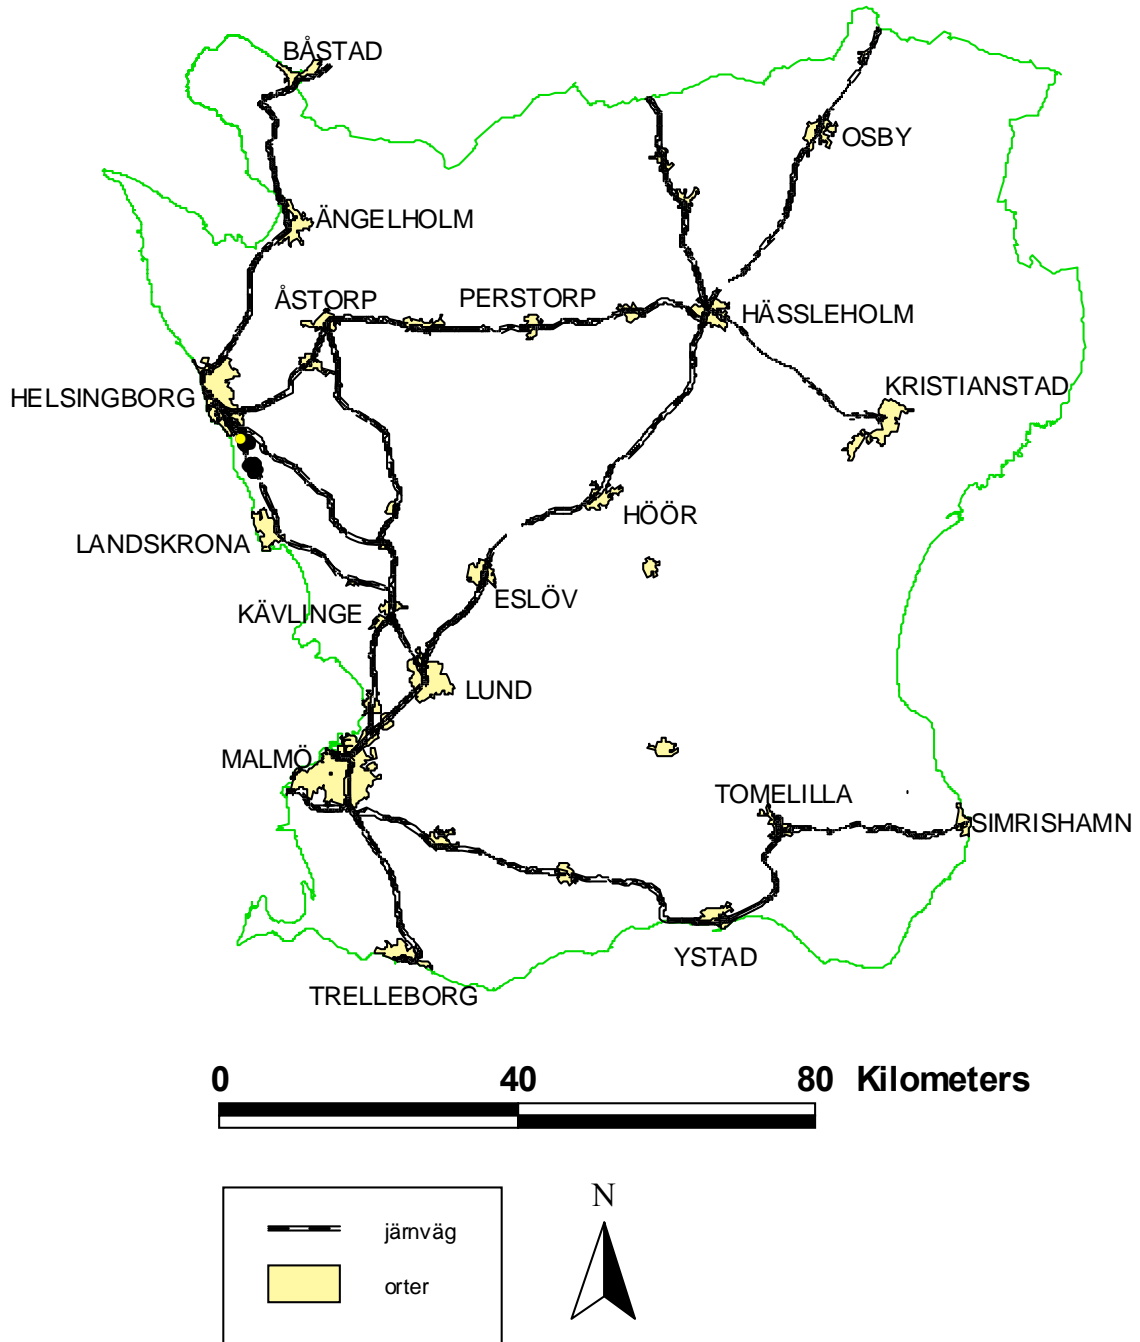 BÅSTAD
OSBY
ÄNGELHOLM
ÅSTORP
PERSTORP
HÄSSLEHOLM
HELSINGBORG
KRISTIANSTAD
LANDSKRONA
HÖÖR
KÄVLINGE
ESLÖV
LUND
MALMÖ
TOMELILLA
SIMRISHAMN
YSTAD
TRELLEBORG
0 40 80 Kilometers
N
järnväg
orter